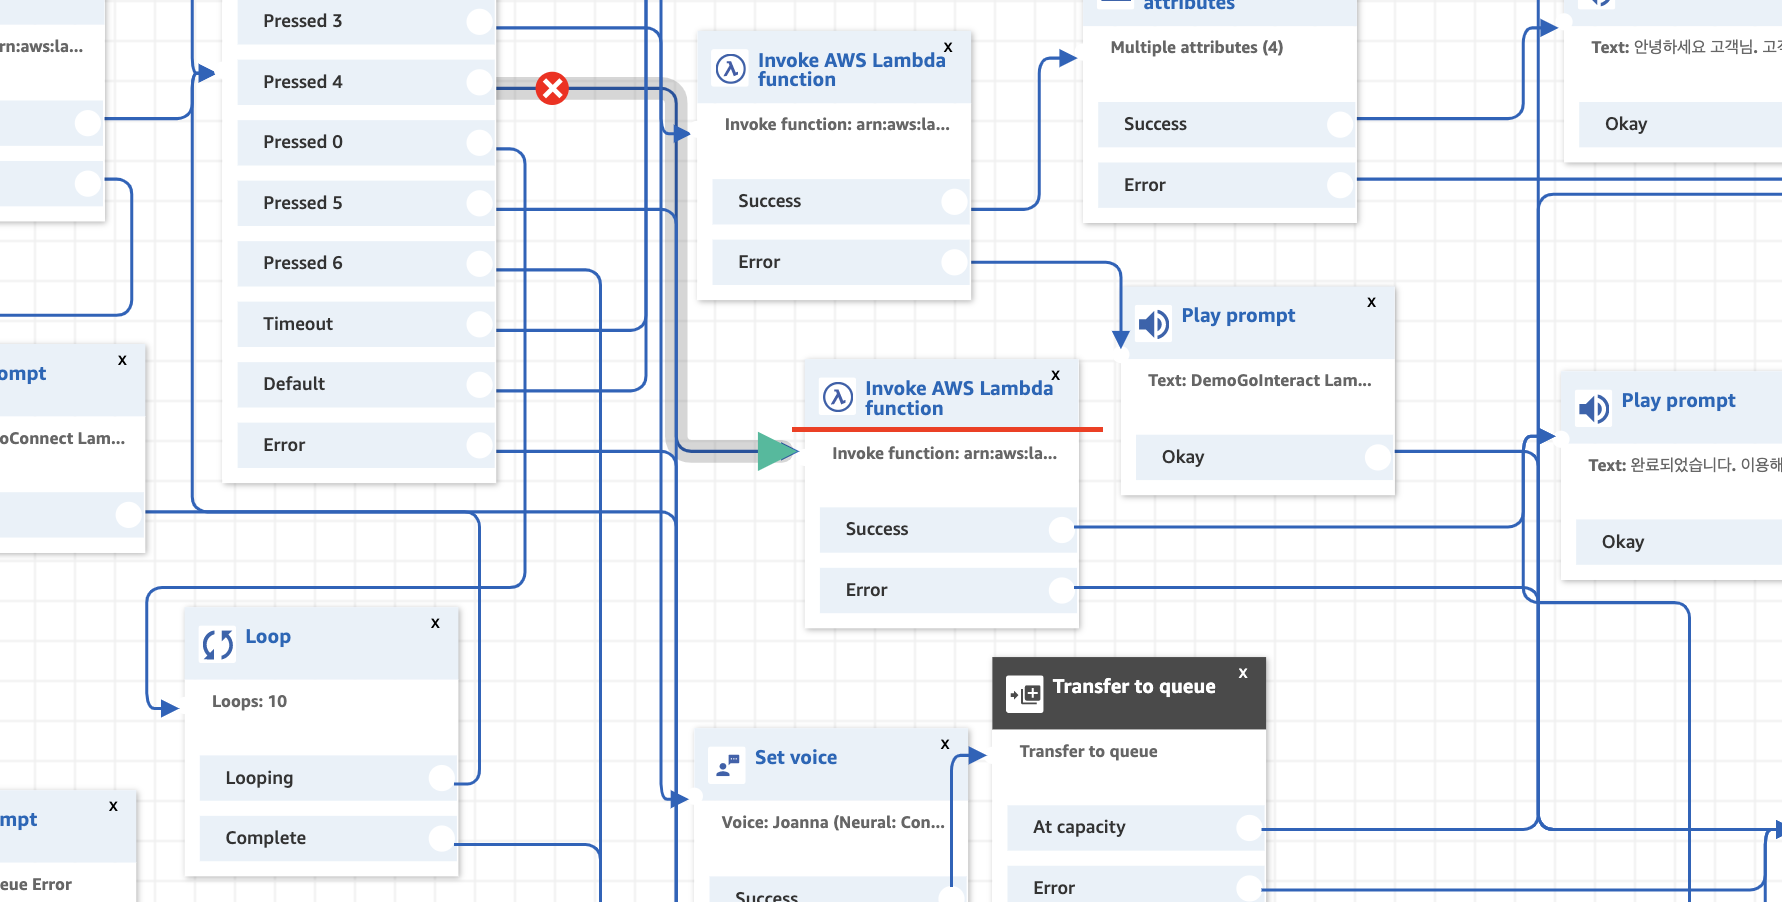 rn:aws:la...
Pressed 3
Pressed 4
Pressed 0
Pressed 5
Pressed 6
Timeout
Default
Error
x
Invoke AWS Lambda
function
Invoke function: arn:aws:la...
Success
Error
attributes
Multiple attributes (4)
Success
Error
Text: 안녕하세요 고객님. 고객
Okay
x
Play prompt
Text: DemoGoInteract Lam...
Okay
x
Invoke AWS Lambda
function
Invoke function: arn:aws:la...
Success
Error
Play prompt
Text: 완료되었습니다. 이용해
Okay
x
ompt
oConnect Lam...
x
Loop
Loops: 10
Looping
Complete
x
mpt
eue Error
x
Set voice
Voice: Joanna (Neural: Con...
Success
x
Transfer to queue
Transfer to queue
At capacity
Error